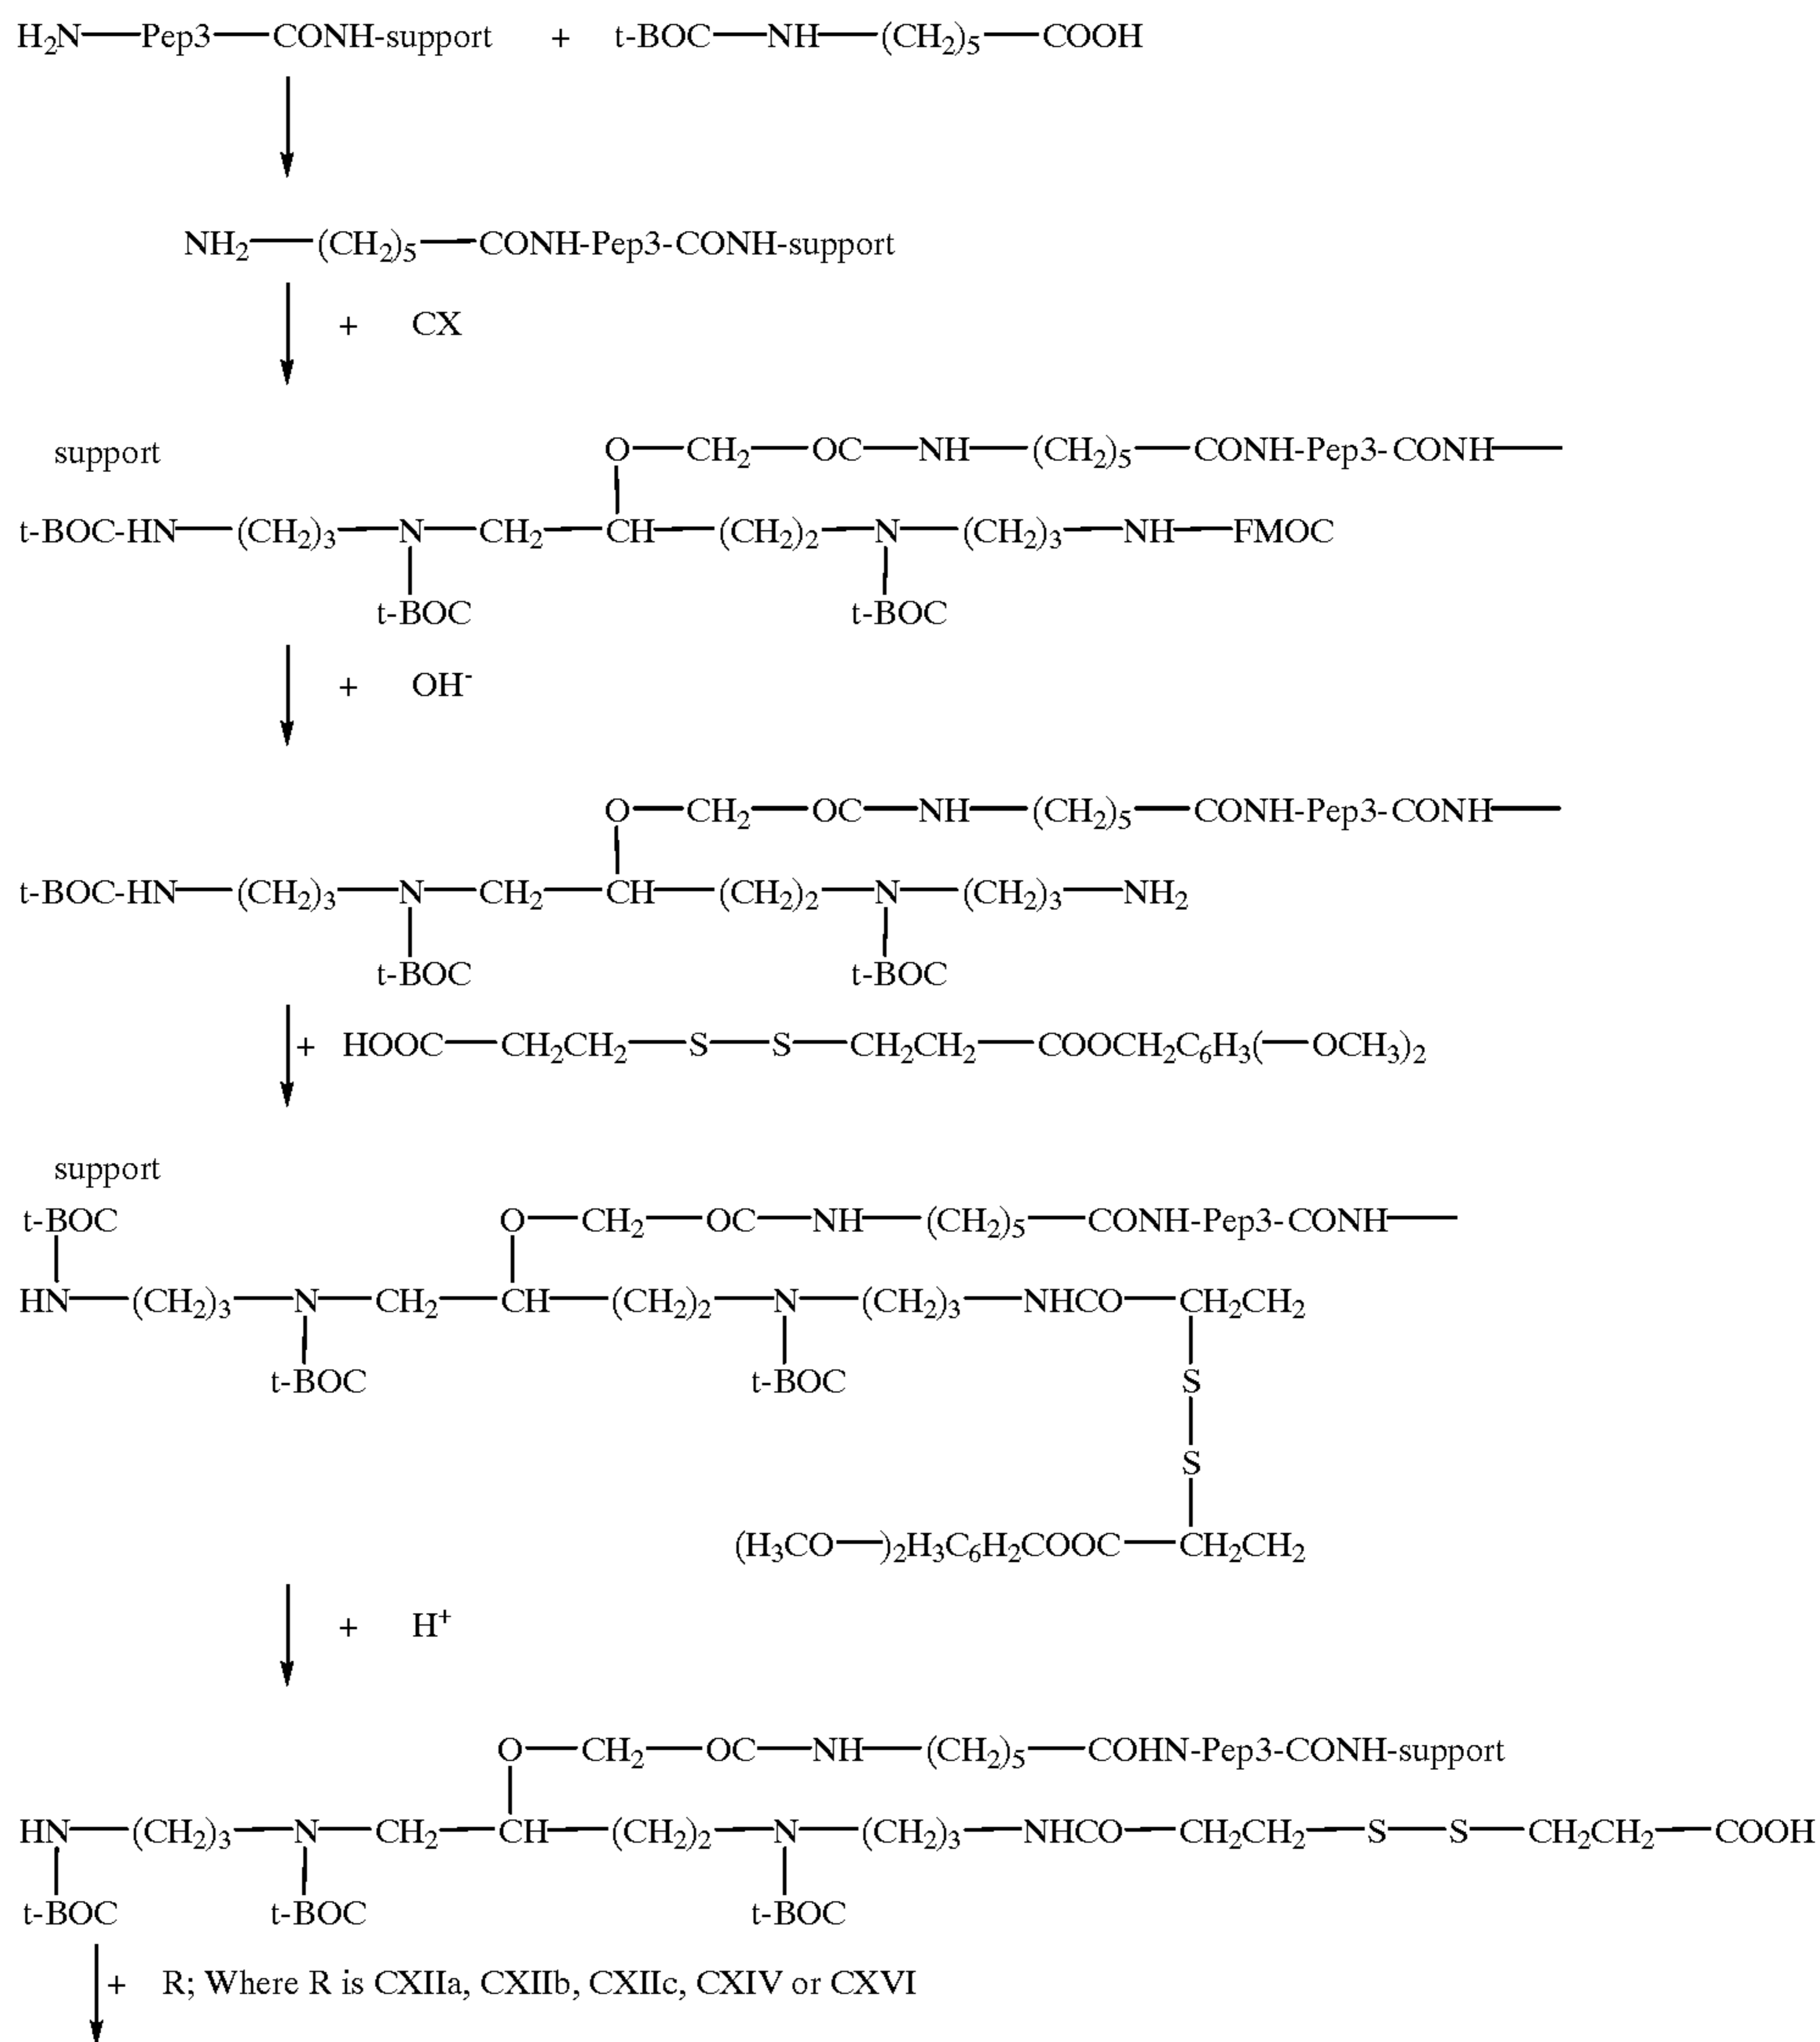 H₂N—Pep3—CONH-support + t-BOC—NH—(CH₂)₅—COOH
NH₂—(CH₂)₅—CONH-Pep3-CONH-support
+ CX
support O—CH₂—OC—NH—(CH₂)₅—CONH-Pep3-CONH—
t-BOC-HN—(CH₂)₃—N—CH₂—CH—(CH₂)₂—N—(CH₂)₃—NH—FMOC
t-BOC t-BOC
+ OH⁻
O—CH₂—OC—NH—(CH₂)₅—CONH-Pep3-CONH—
t-BOC-HN—(CH₂)₃—N—CH₂—CH—(CH₂)₂—N—(CH₂)₃—NH₂
t-BOC t-BOC
+ HOOC—CH₂CH₂—S—S—CH₂CH₂—COOCH₂C₆H₃(—OCH₃)₂
support
t-BOC O—CH₂—OC—NH—(CH₂)₅—CONH-Pep3-CONH—
HN—(CH₂)₃—N—CH₂—CH—(CH₂)₂—N—(CH₂)₃—NHCO—CH₂CH₂
t-BOC t-BOC S
S
(H₃CO—)₂H₃C₆H₂COOC—CH₂CH₂
+ H⁺
O—CH₂—OC—NH—(CH₂)₅—COHN-Pep3-CONH-support
HN—(CH₂)₃—N—CH₂—CH—(CH₂)₂—N—(CH₂)₃—NHCO—CH₂CH₂—S—S—CH₂CH₂—COOH
t-BOC t-BOC t-BOC
+ R; Where R is CXIIa, CXIIb, CXIIc, CXIV or CXVI